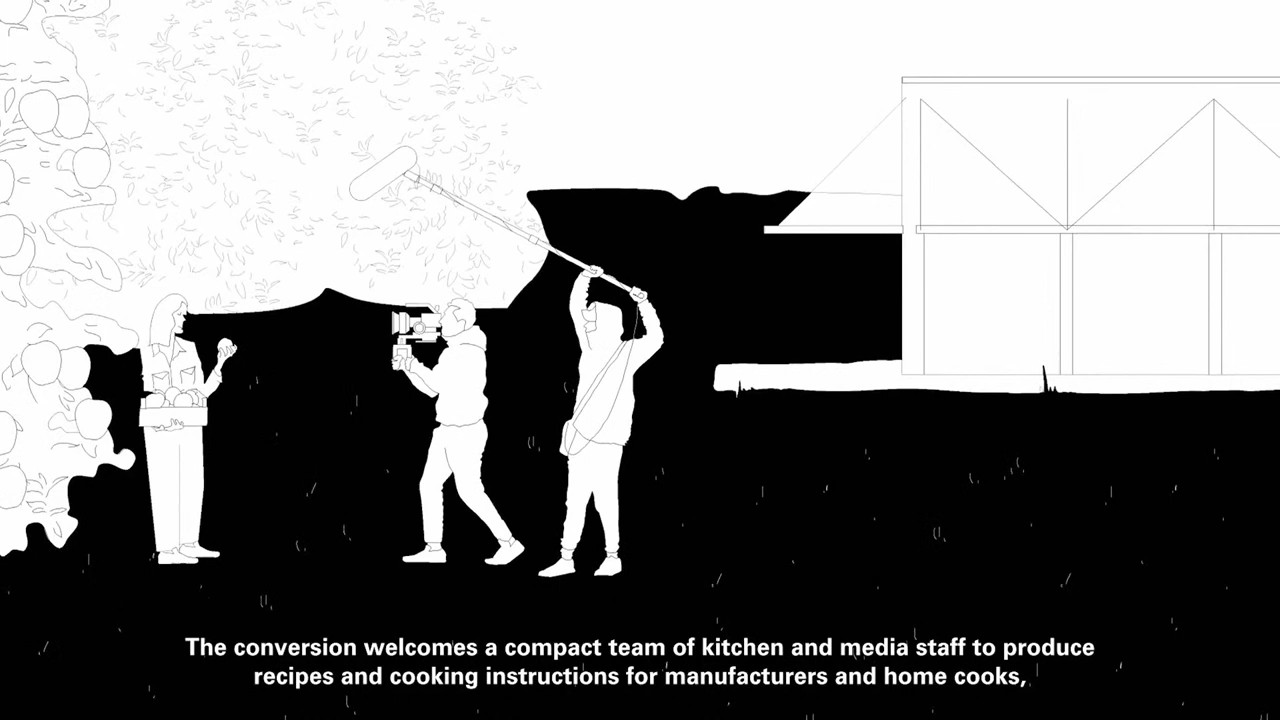 The conversion welcomes a compact team of kitchen and media staff to produce
recipes and cooking instructions for manufacturers and home cooks,